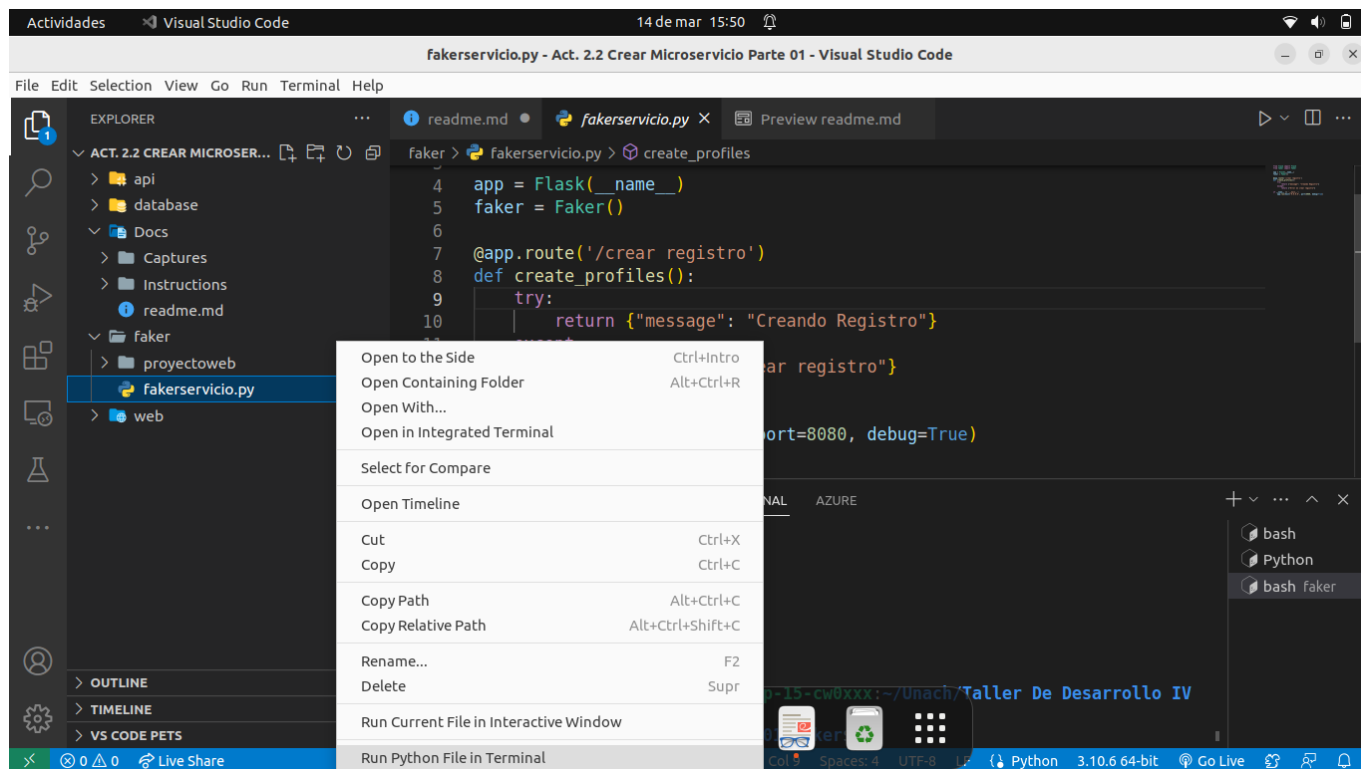 Actividades Visual Studio Code 14 de mar 15:50
fakerservicio.py - Act. 2.2 Crear Microservicio Parte 01 - Visual Studio Code
File Edit Selection View Go Run Terminal Help
1
EXPLORER
ACT. 2.2 CREAR MICROSER...
api
database
Docs
Captures
Instructions
readme.md
faker
proyectoweb
fakerservicio.py
web
OUTLINE
TIMELINE
VS CODE PETS
readme.md fakerservicio.py Preview readme.md
faker > fakerservicio.py > create_profiles
4 app = Flask(__name__)
5 faker = Faker()
6
7 @app.route('/crear registro')
8 def create_profiles():
9 try:
10 return {"message": "Creando Registro"}
ear registro"}
port=8080, debug=True)
Open to the Side Ctrl+Intro
Open Containing Folder Alt+Ctrl+R
Open With...
Open in Integrated Terminal
Select for Compare
Open Timeline
Cut Ctrl+X
Copy Ctrl+C
Copy Path Alt+Ctrl+C
Copy Relative Path Alt+Ctrl+Shift+C
Rename... F2
Delete Supr
Run Current File in Interactive Window
Run Python File in Terminal
NAL AZURE
bash
Python
bash faker
p-15-cw0xxx:~/Unach/Taller De Desarrollo IV
0 0 Live Share Col 9 Spaces: 4 UTF-8 LF Python 3.10.6 64-bit Go Live